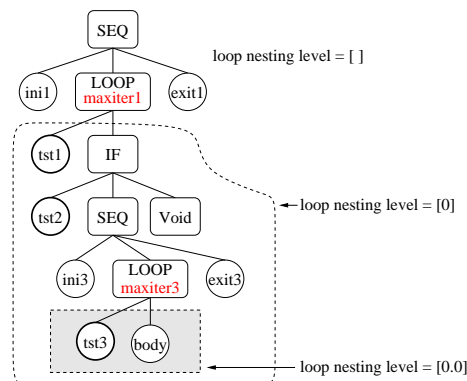 SEQ
loop nesting level = [ ]
ini1
LOOP
maxiter1
exit1
tst1
IF
tst2
SEQ
Void
loop nesting level = [0]
ini3
LOOP
maxiter3
exit3
tst3
body
loop nesting level = [0.0]